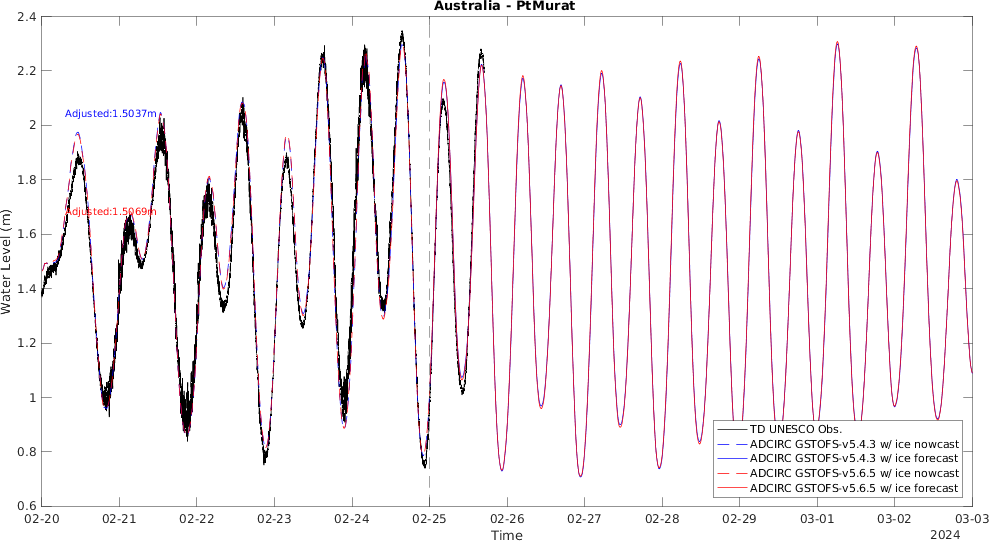 Australia - PtMurat
2.4
2.2
2
1.8
1.6
1.4
1.2
1
0.8
0.6
Water Level (m)
Adjusted:1.5037m
Adjusted:1.5069m
TD UNESCO Obs.
ADCIRC GSTOFS-v5.4.3 w/ ice nowcast
ADCIRC GSTOFS-v5.4.3 w/ ice forecast
ADCIRC GSTOFS-v5.6.5 w/ ice nowcast
ADCIRC GSTOFS-v5.6.5 w/ ice forecast
02-20 02-21 02-22 02-23 02-24 02-25 02-26 02-27 02-28 02-29 03-01 03-02 03-03
Time
2024